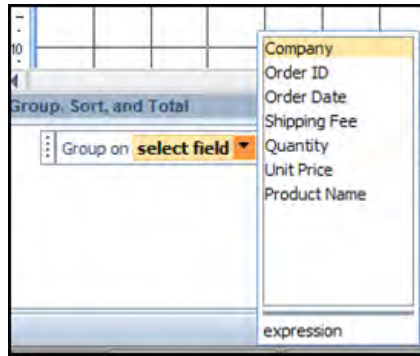 10
Group, Sort, and Total
Group on select field
Company
Order ID
Order Date
Shipping Fee
Quantity
Unit Price
Product Name
expression